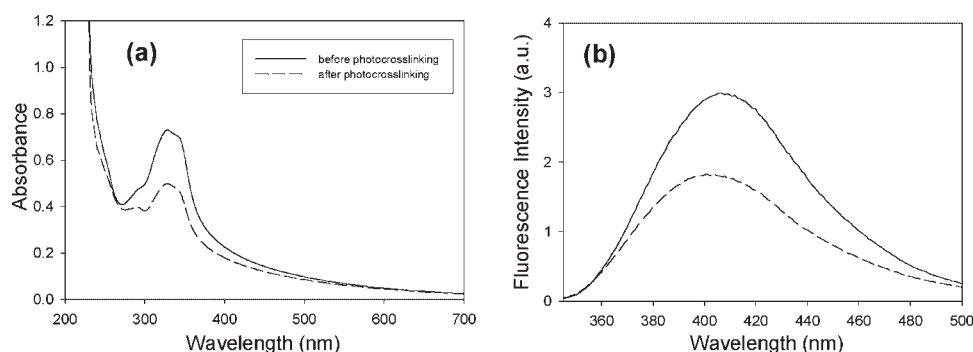 (a)
before photocrosslinking
after photocrosslinking
Absorbance
1.2
1.0
0.8
0.6
0.4
0.2
0.0
200 300 400 500 600 700
Wavelength (nm)
(b)
Fluorescence Intensity (a.u.)
4
3
2
1
0
360 380 400 420 440 460 480 500
Wavelength (nm)